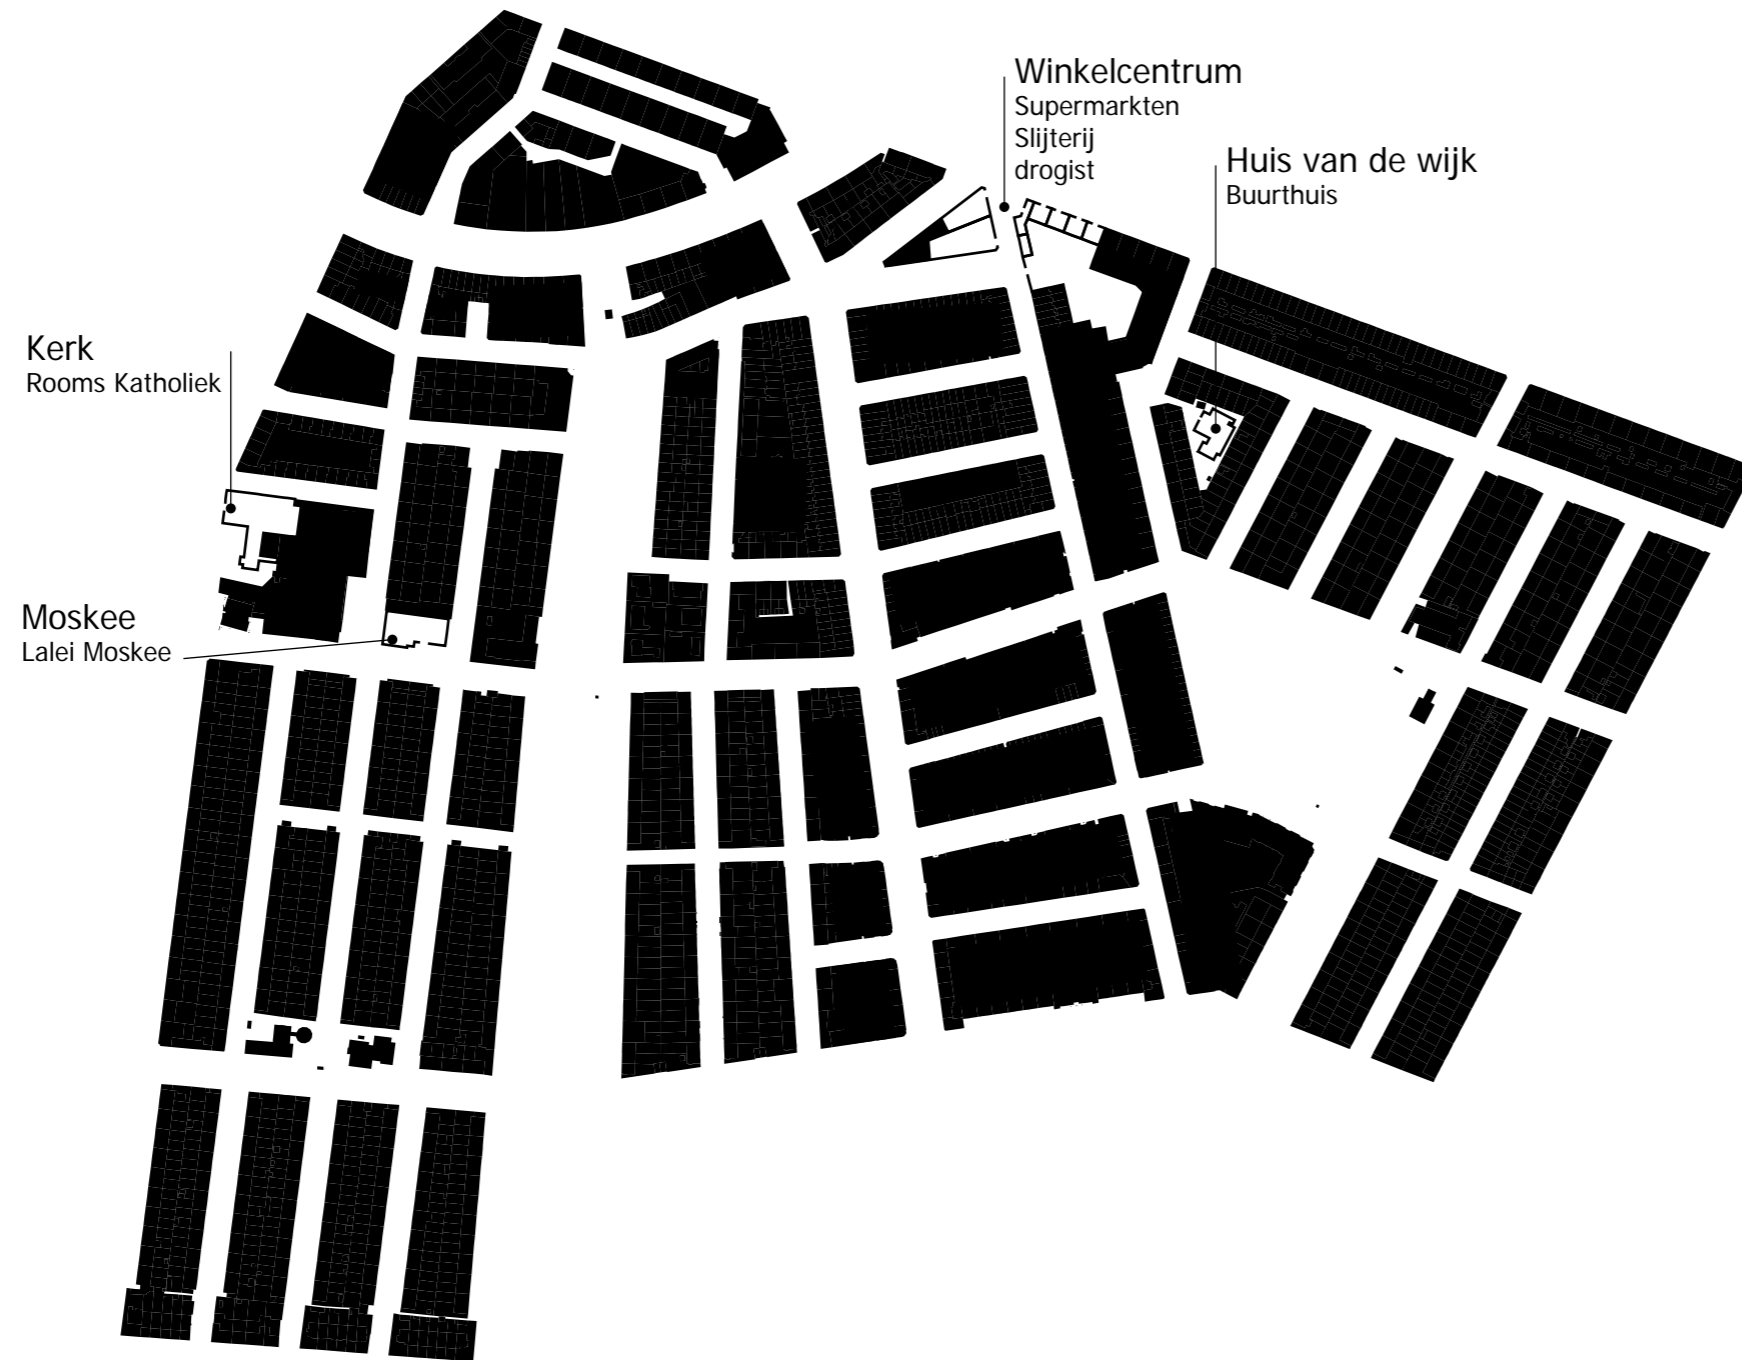 Winkelcentrum
Supermarkten
Slijterij
drogist
Huis van de wijk
Buurthuis
Kerk
Rooms Katholiek
Moskee
Lalei Moskee